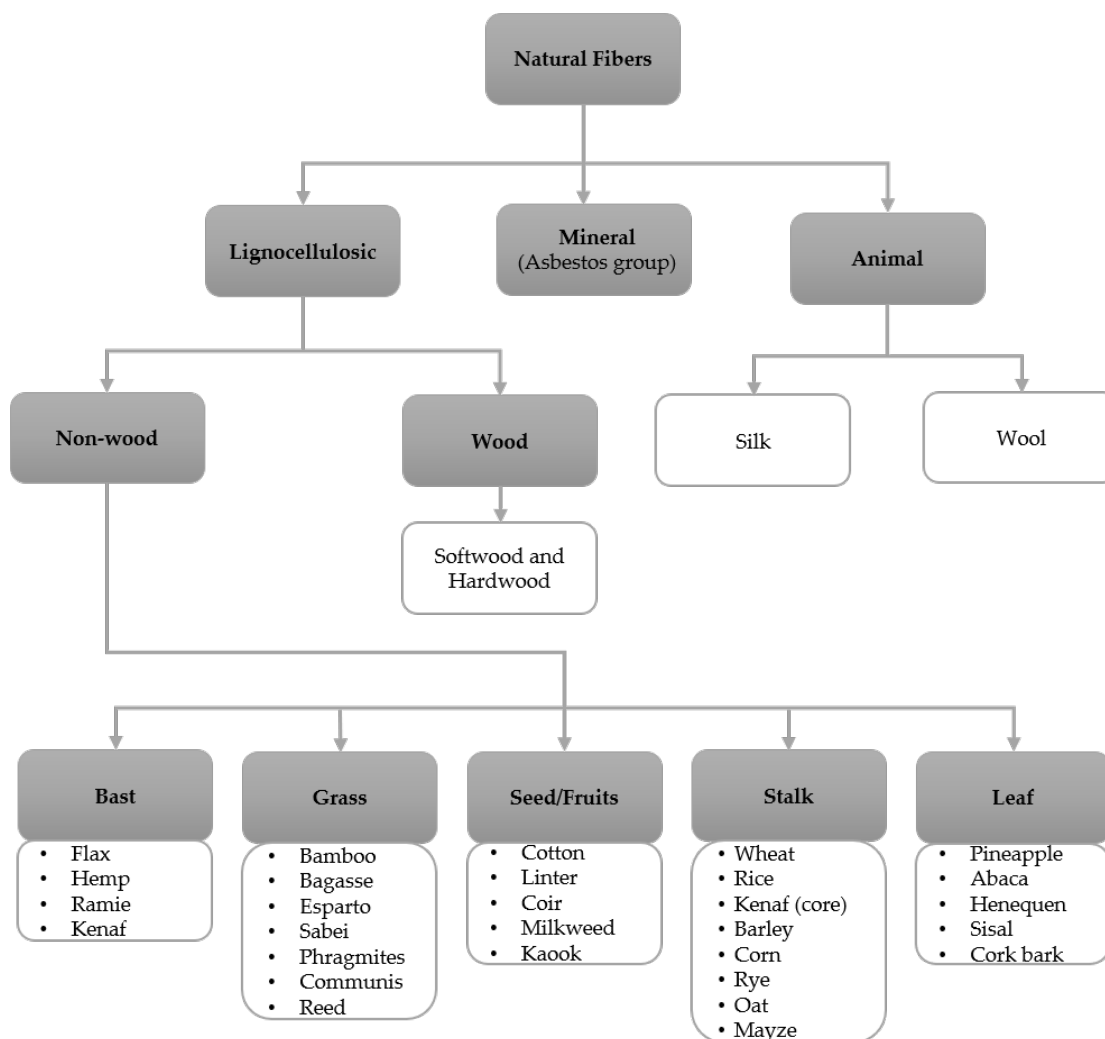 Natural Fibers
Lignocellulosic
Mineral
(Asbestos group)
Animal
Non-wood
Wood
Silk
Wool
Softwood and
Hardwood
Bast
• Flax
• Hemp
• Ramie
• Kenaf
Grass
• Bamboo
• Bagasse
• Esparto
• Sabei
• Phragmites
• Communis
• Reed
Seed/Fruits
• Cotton
• Linter
• Coir
• Milkweed
• Kaook
Stalk
• Wheat
• Rice
• Kenaf (core)
• Barley
• Corn
• Rye
• Oat
• Mayze
Leaf
• Pineapple
• Abaca
• Henequen
• Sisal
• Cork bark